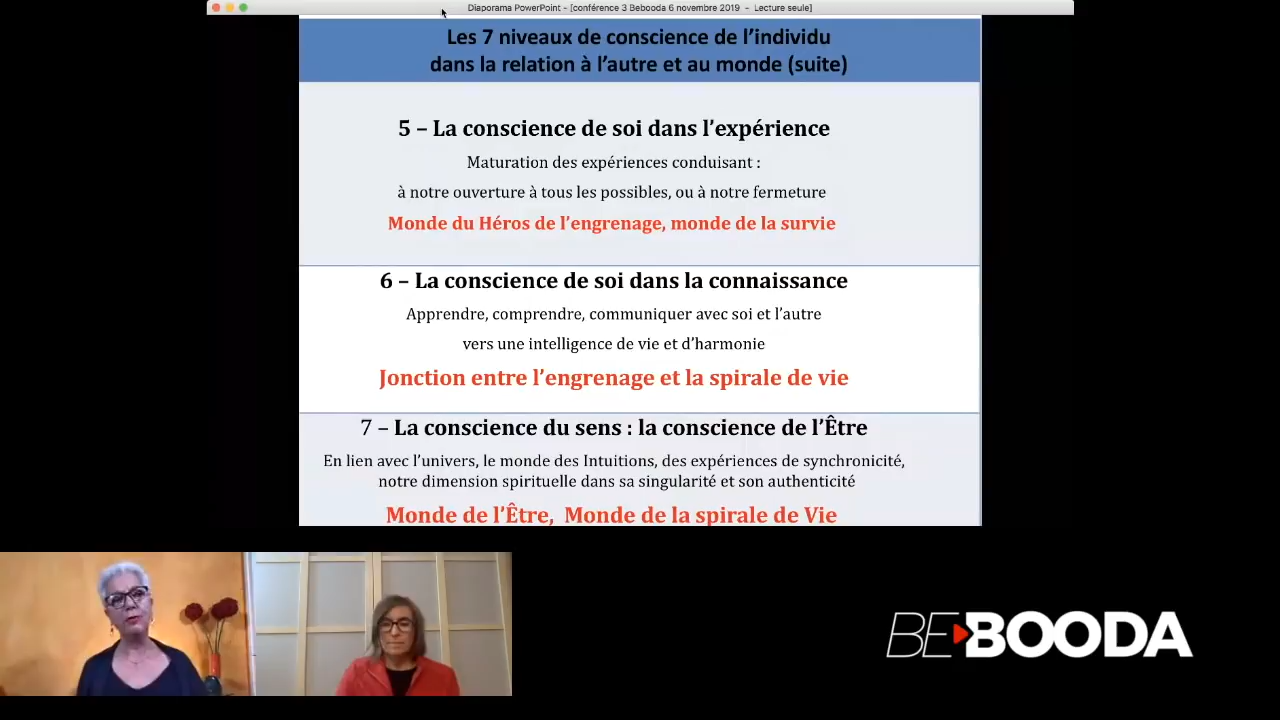 Diaporama PowerPoint - [conférence 3 Bebooda 6 novembre 2019 - Lecture seule]
Les 7 niveaux de conscience de l'individu
dans la relation à l'autre et au monde (suite)
5 – La conscience de soi dans l'expérience
Maturation des expériences conduisant :
à notre ouverture à tous les possibles, ou à notre fermeture
Monde du Héros de l'engrenage, monde de la survie
6 – La conscience de soi dans la connaissance
Apprendre, comprendre, communiquer avec soi et l'autre
vers une intelligence de vie et d'harmonie
Jonction entre l'engrenage et la spirale de vie
7 – La conscience du sens : la conscience de l'Être
En lien avec l'univers, le monde des Intuitions, des expériences de synchronicité,
notre dimension spirituelle dans sa singularité et son authenticité
Monde de l'Être, Monde de la spirale de Vie
BEBOODA